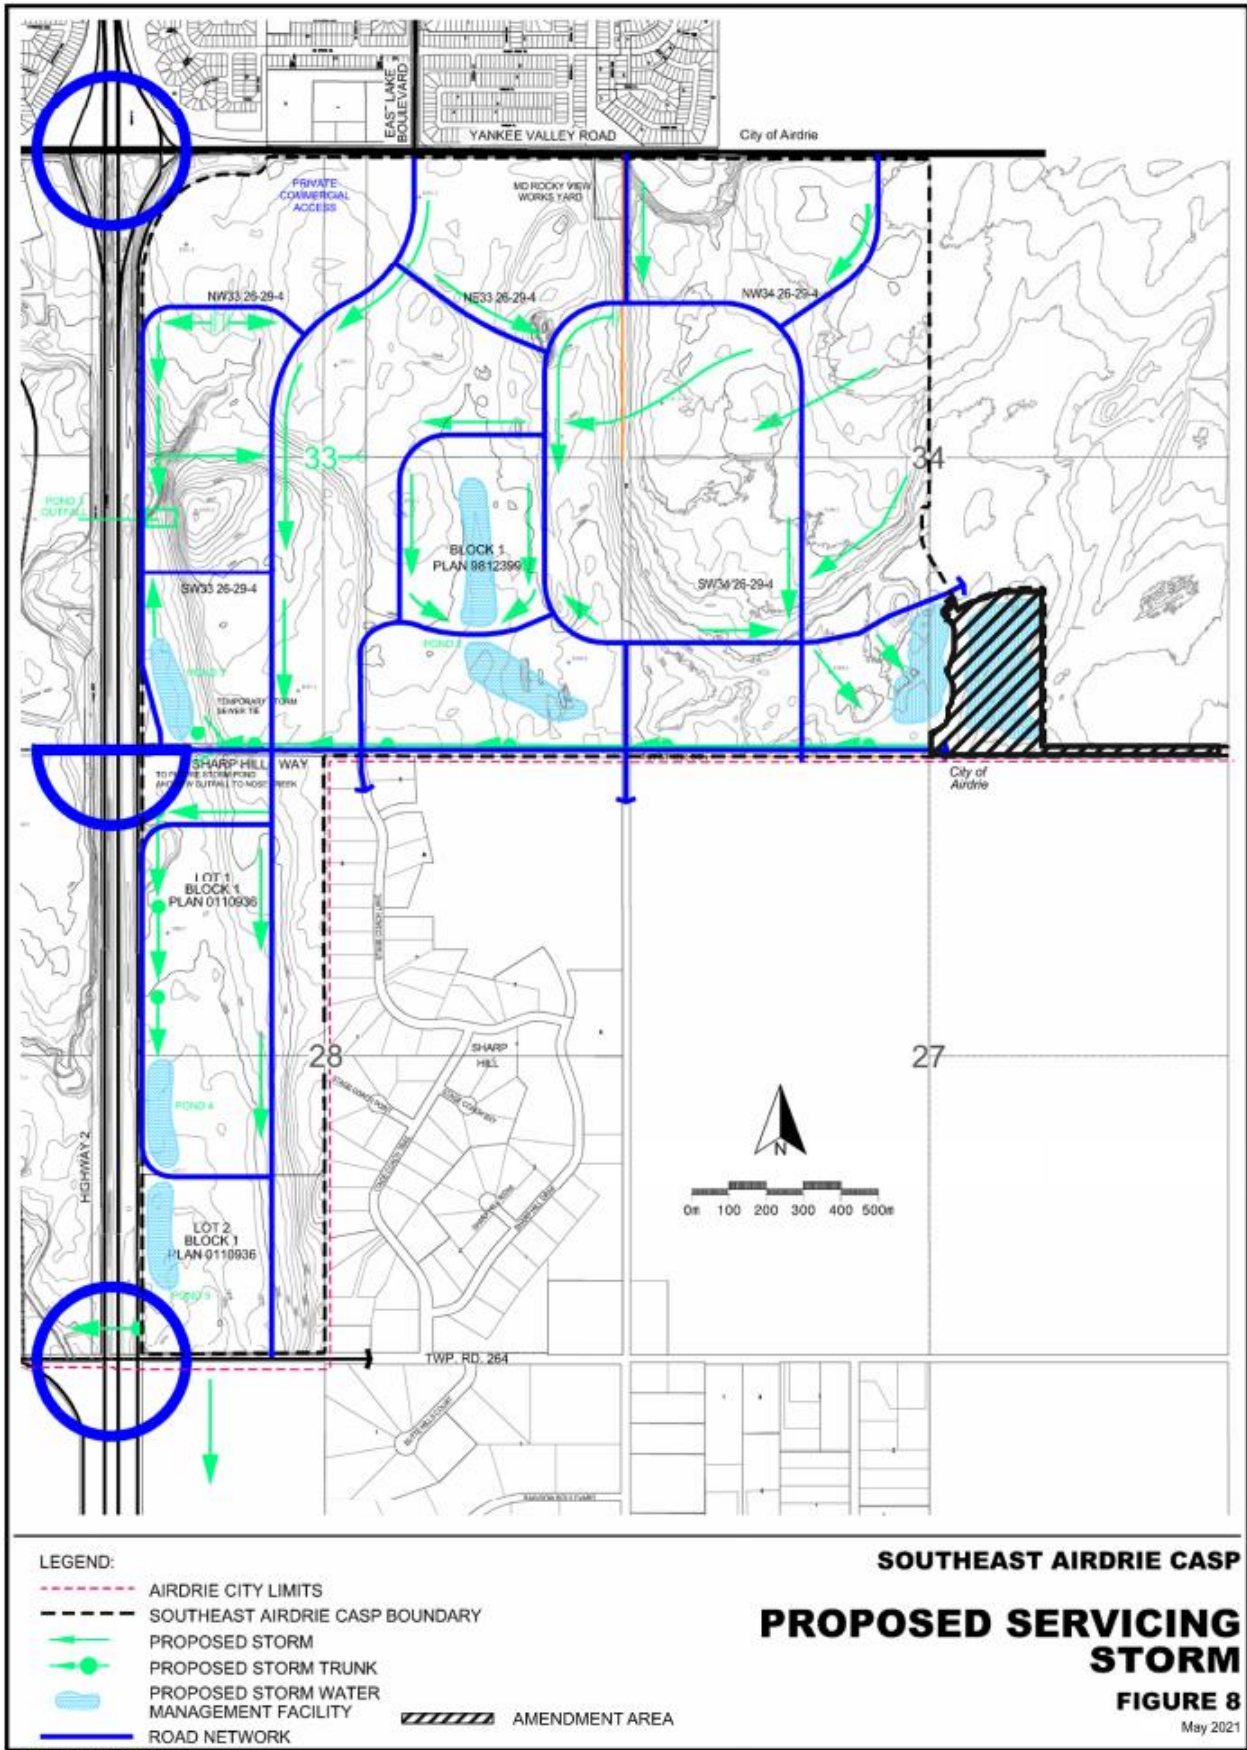 EAST LAKE
BOULEVARD
YANKEE VALLEY ROAD
City of Airdrie
PRIVATE
COMMERCIAL
ACCESS
MD ROCKY VIEW
WORKS YARD
NW33 26-29-4
NE33 26-29-4
NW34 26-29-4
33
34
OUTFALL
BLOCK 1
PLAN 9812399
SW33 26-29-4
SW34 26-29-4
TEMPORARY STORM
SEWER TIE
SHARP HILL WAY
City of
Airdrie
LOT 1
BLOCK 1
PLAN 0110936
28
27
SHARP
HILL
POND 4
N
0m 100 200 300 400 500m
HIGHWAY 2
LOT 2
BLOCK 1
PLAN 0110936
POND 5
TWP. RD. 264
LEGEND:
AIRDRIE CITY LIMITS
SOUTHEAST AIRDRIE CASP BOUNDARY
PROPOSED STORM
PROPOSED STORM TRUNK
PROPOSED STORM WATER
MANAGEMENT FACILITY
ROAD NETWORK
AMENDMENT AREA
SOUTHEAST AIRDRIE CASP
PROPOSED SERVICING
STORM
FIGURE 8
May 2021